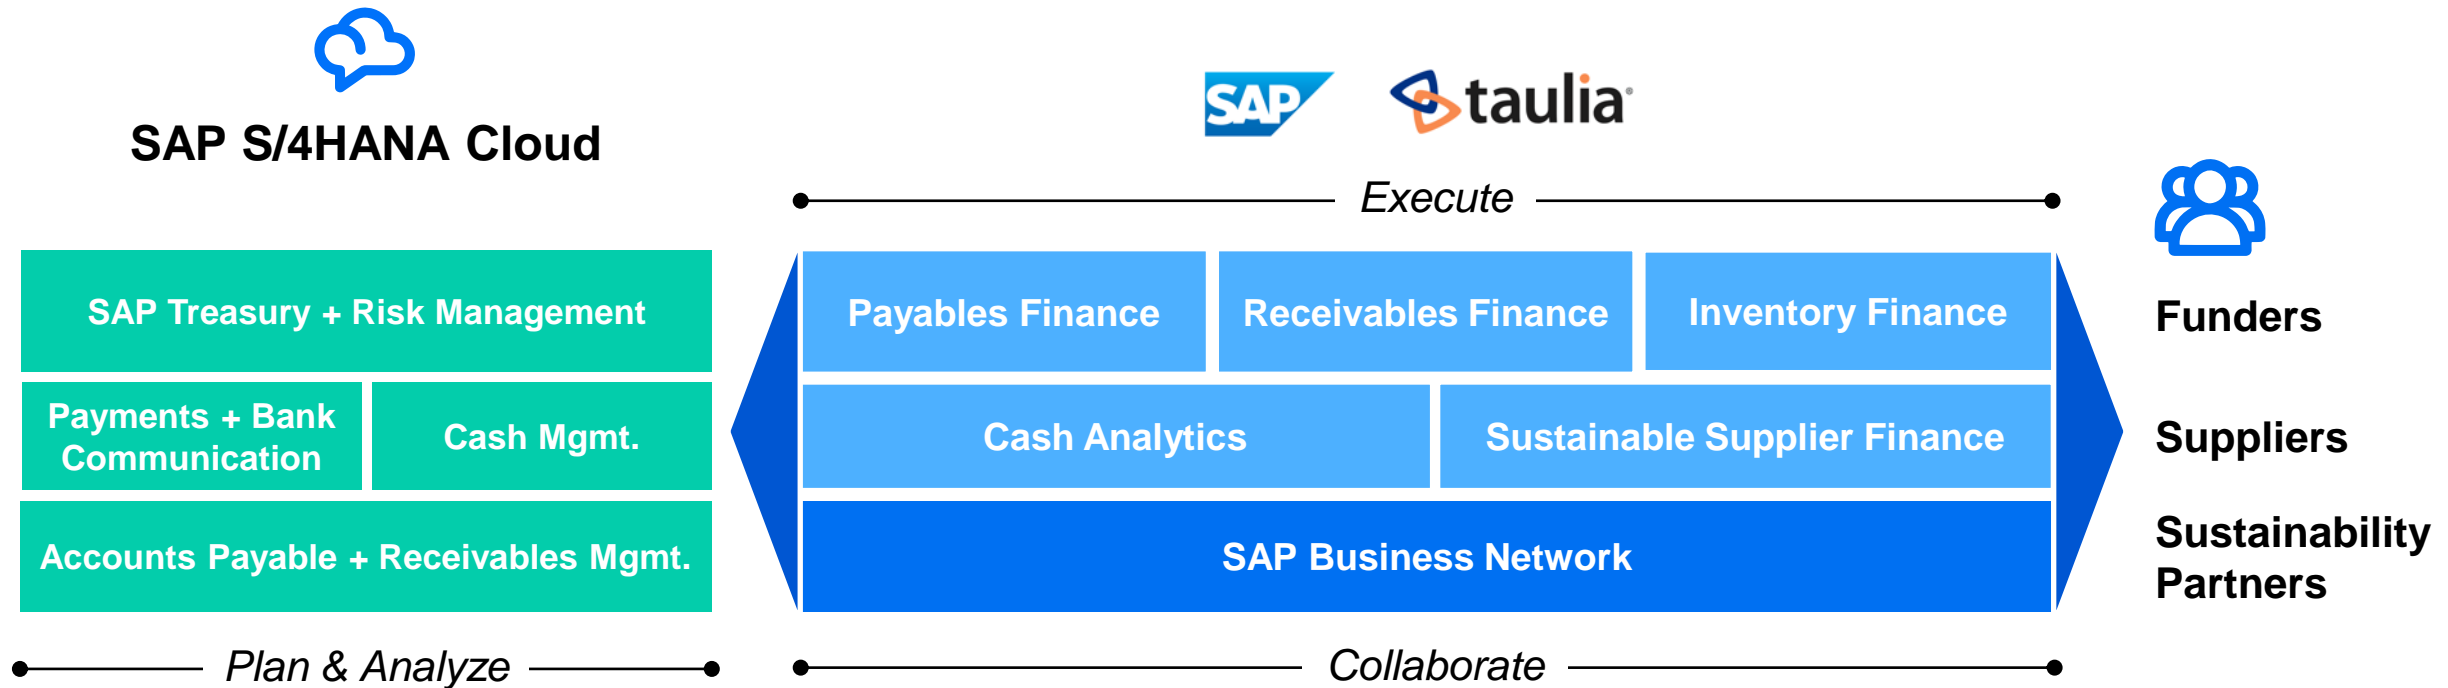 SAP S/4HANA Cloud
SAP Treasury + Risk Management
Payments + Bank
Communication
Cash Mgmt.
Accounts Payable + Receivables Mgmt.
Plan & Analyze
SAP
taulia
Execute
Payables Finance
Receivables Finance
Inventory Finance
Cash Analytics
Sustainable Supplier Finance
SAP Business Network
Collaborate
Funders
Suppliers
Sustainability
Partners